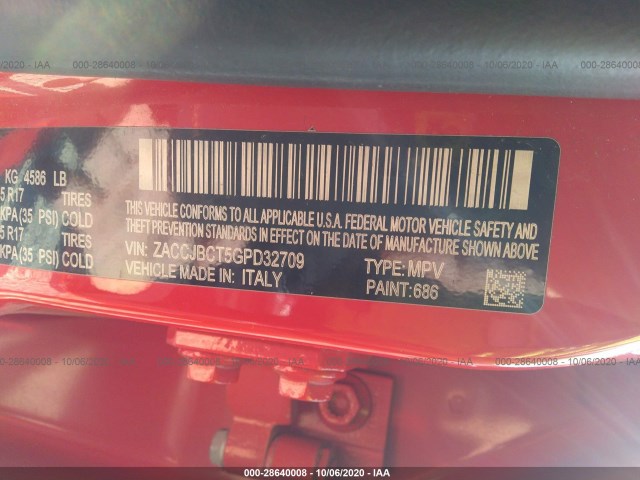 000-28640008 - 10/06/2020 - IAA
KG 4586 LB
5 R17 TIRES
KPA(35 PSI) COLD
5 R17 TIRES
KPA(35 PSI) COLD
THIS VEHICLE CONFORMS TO ALL APPLICABLE U.S.A. FEDERAL MOTOR VEHICLE SAFETY AND
THEFT PREVENTION STANDARDS IN EFFECT ON THE DATE OF MANUFACTURE SHOWN ABOVE.
VIN: ZACCJBCT5GPD32709 TYPE: MPV
VEHICLE MADE IN: ITALY PAINT:686
000-28640008 - 10/06/2020 - IAA
000-28640008 - 10/06/2020 - IAA